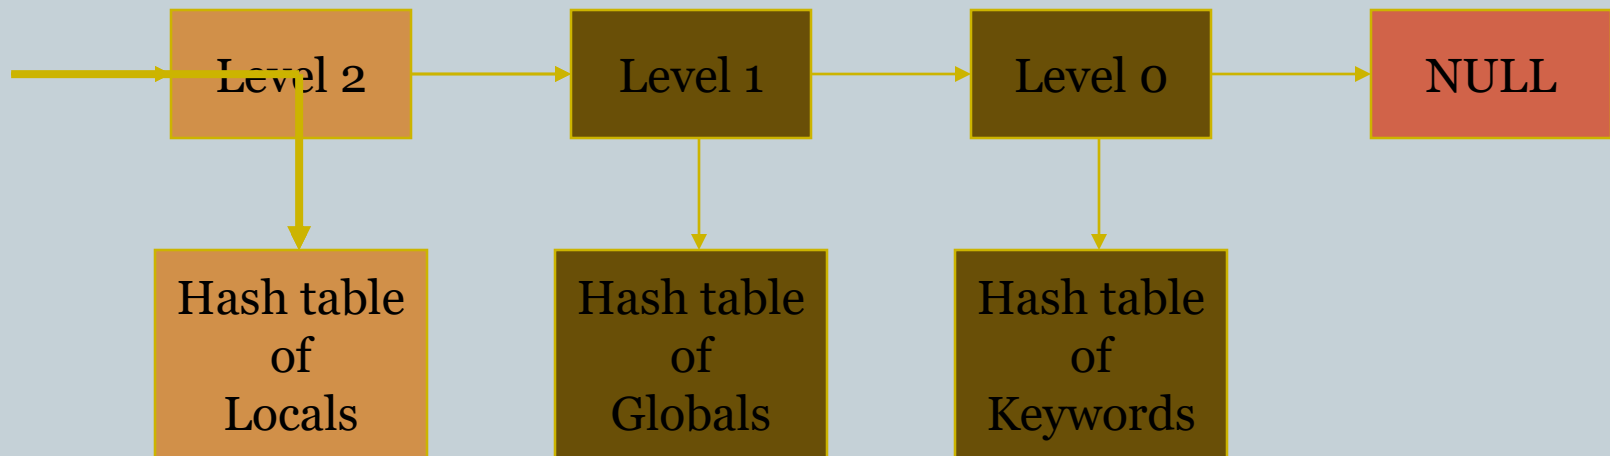 Level 2
Level 1
Level 0
NULL
Hash table
of
Locals
Hash table
of
Globals
Hash table
of
Keywords